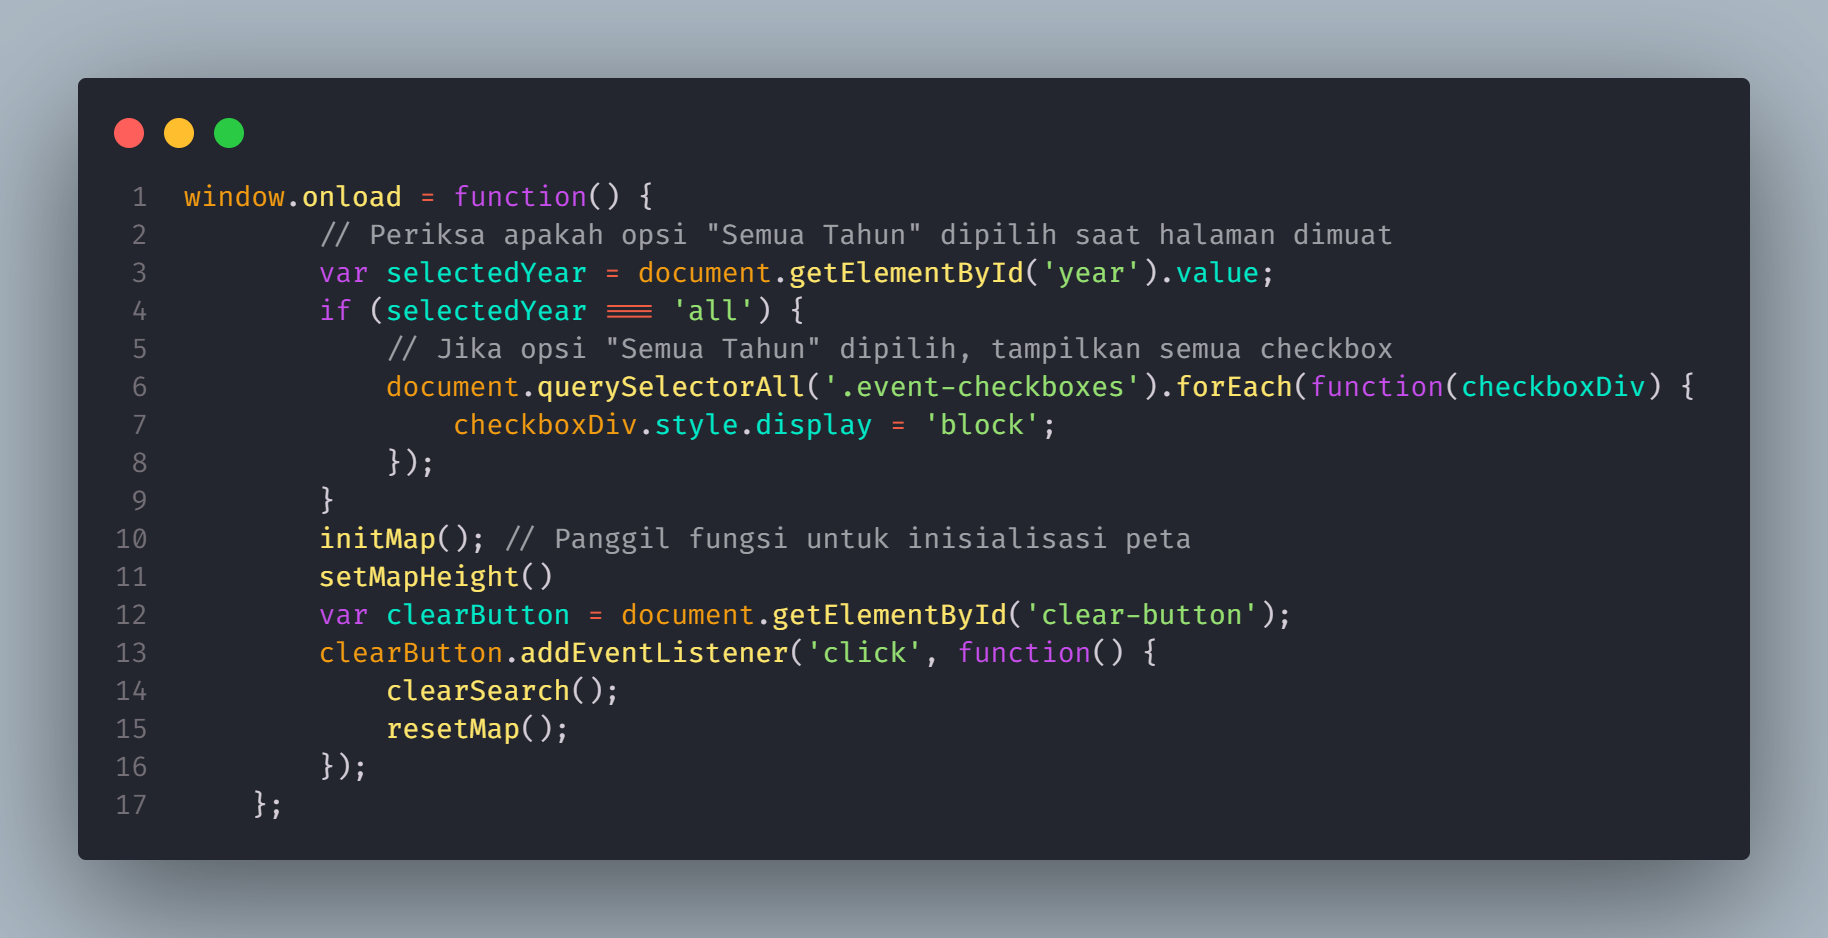 1 window.onload = function() {
2 // Periksa apakah opsi "Semua Tahun" dipilih saat halaman dimuat
3 var selectedYear = document.getElementById('year').value;
4 if (selectedYear === 'all') {
5 // Jika opsi "Semua Tahun" dipilih, tampilkan semua checkbox
6 document.querySelectorAll('.event-checkboxes').forEach(function(checkboxDiv) {
7 checkboxDiv.style.display = 'block';
8 });
9 }
10 initMap(); // Panggil fungsi untuk inisialisasi peta
11 setMapHeight()
12 var clearButton = document.getElementById('clear-button');
13 clearButton.addEventListener('click', function() {
14 clearSearch();
15 resetMap();
16 });
17 };